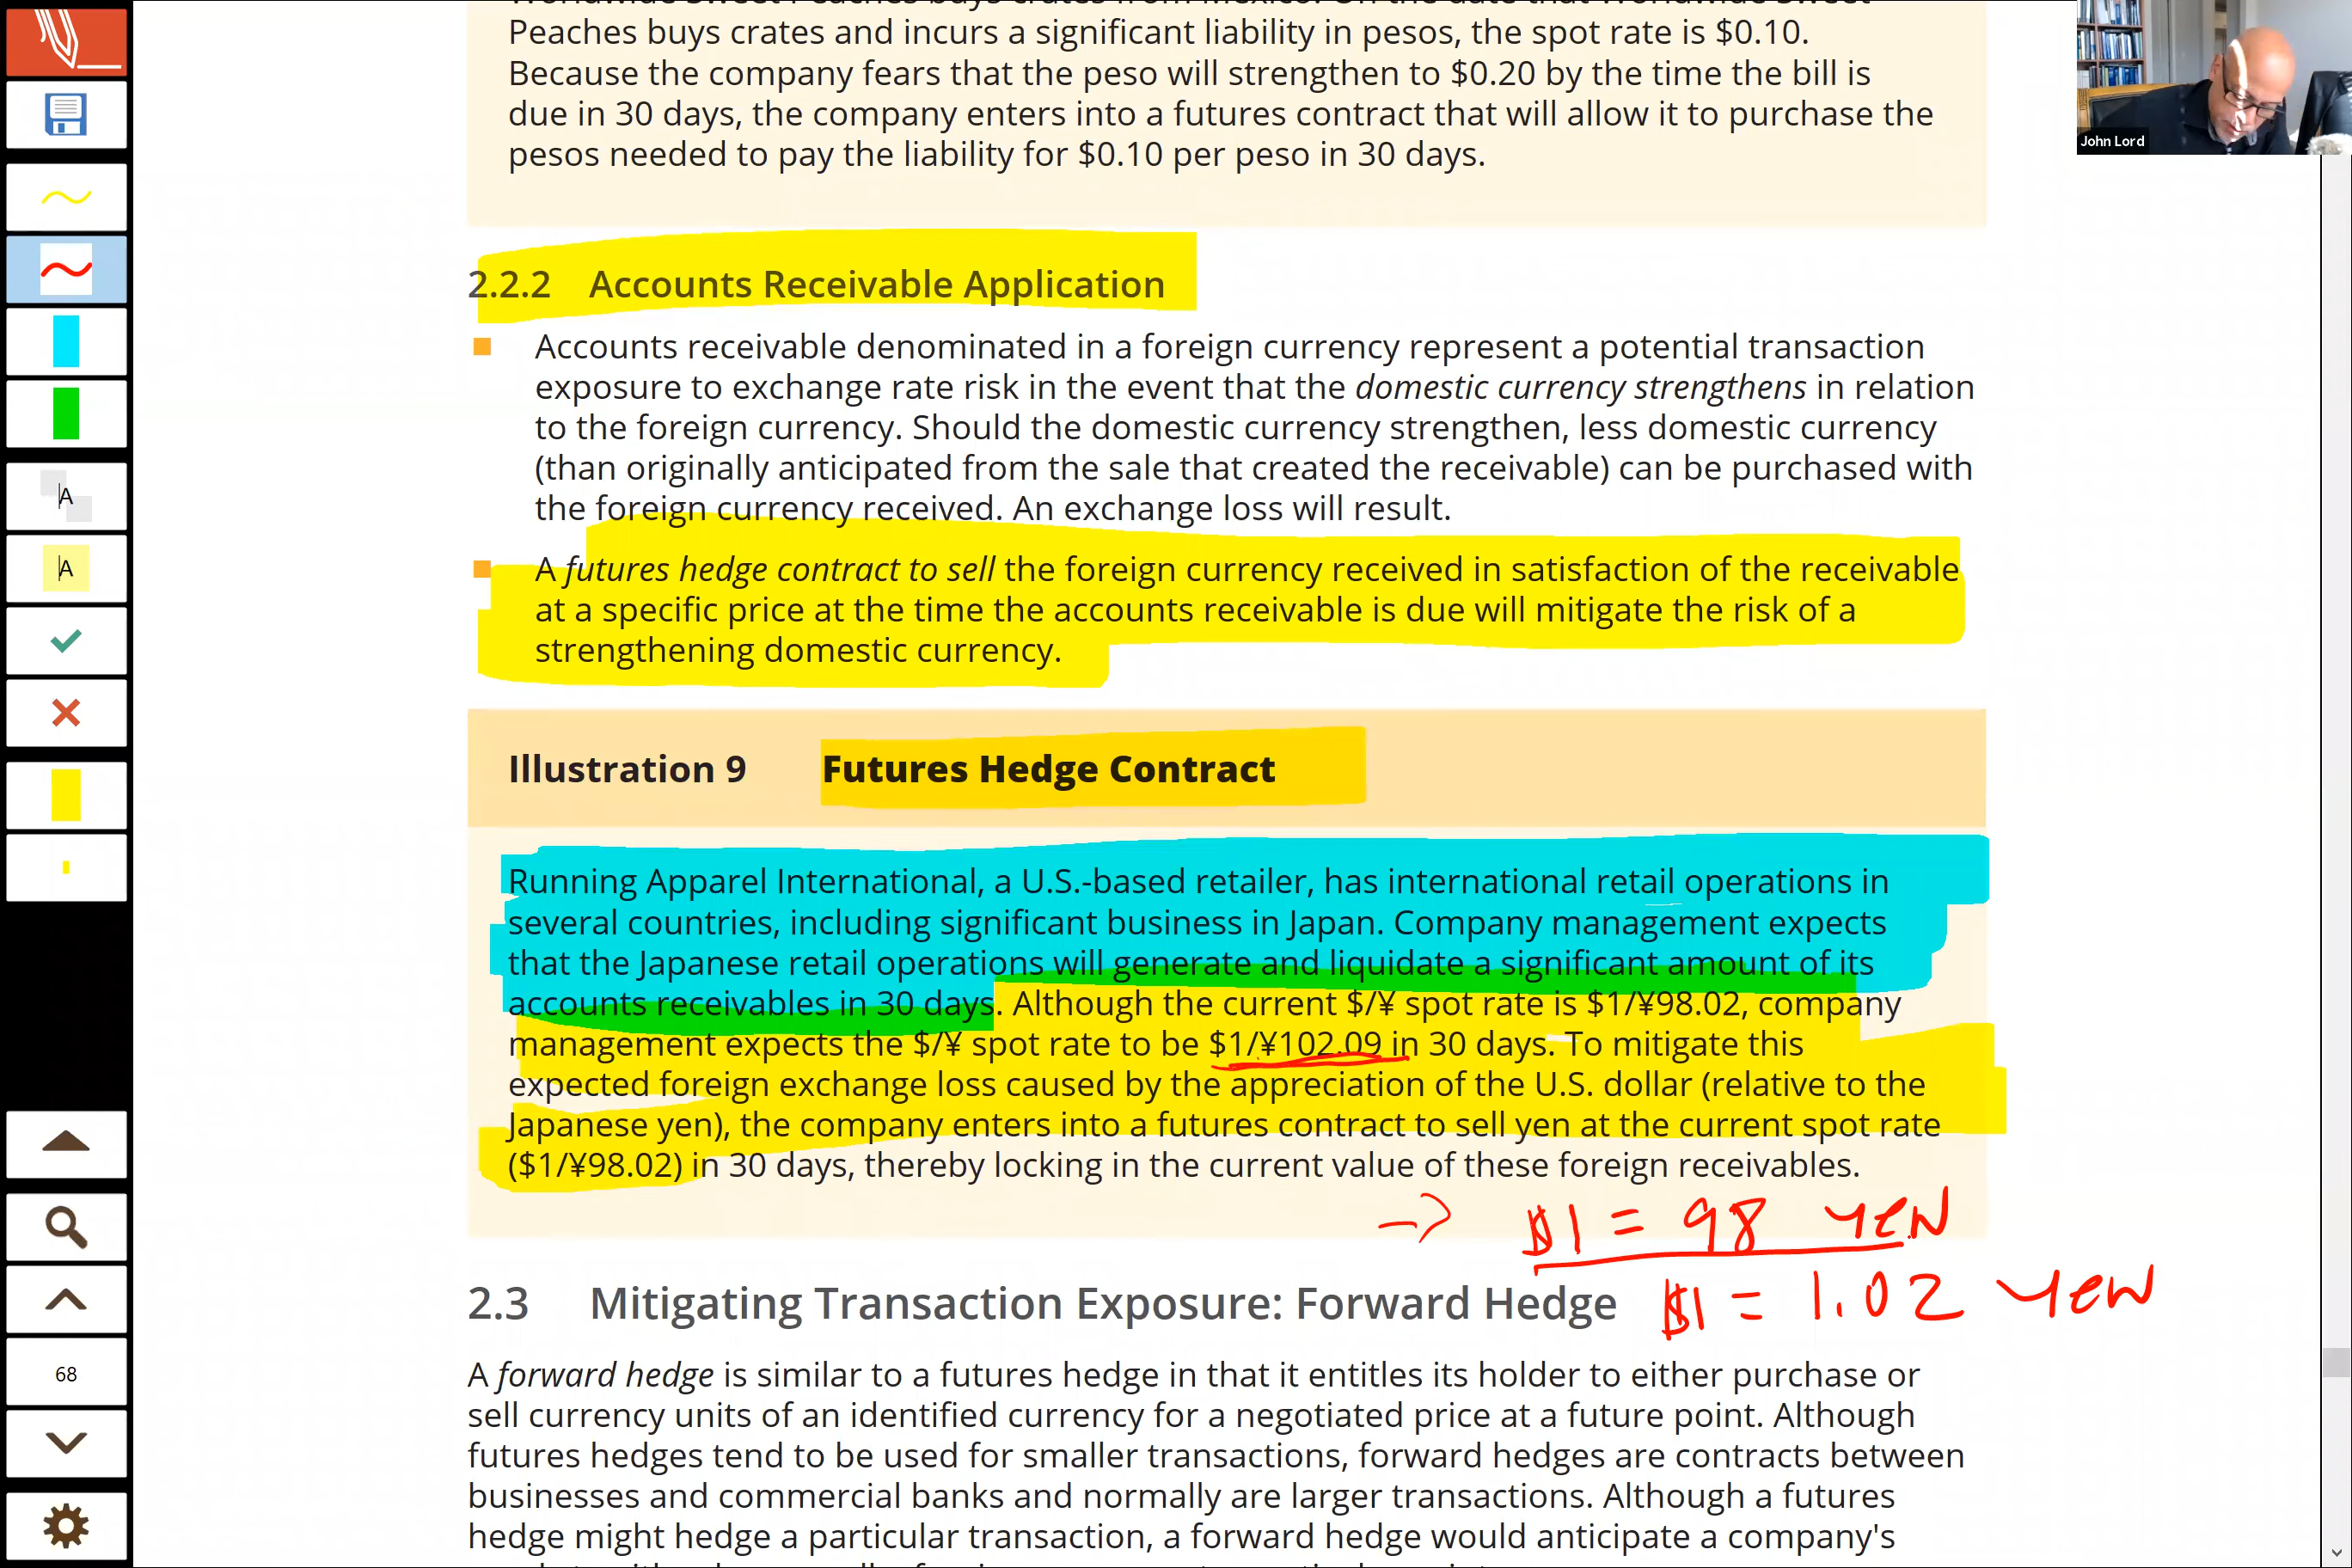 Peaches buys crates and incurs a significant liability in pesos, the spot rate is $0.10.
Because the company fears that the peso will strengthen to $0.20 by the time the bill is
due in 30 days, the company enters into a futures contract that will allow it to purchase the
pesos needed to pay the liability for $0.10 per peso in 30 days.
John Lord
2.2.2 Accounts Receivable Application
A
A
■ Accounts receivable denominated in a foreign currency represent a potential transaction
exposure to exchange rate risk in the event that the domestic currency strengthens in relation
to the foreign currency. Should the domestic currency strengthen, less domestic currency
(than originally anticipated from the sale that created the receivable) can be purchased with
the foreign currency received. An exchange loss will result.
■ A futures hedge contract to sell the foreign currency received in satisfaction of the receivable
at a specific price at the time the accounts receivable is due will mitigate the risk of a
strengthening domestic currency.
Illustration 9 Futures Hedge Contract
Running Apparel International, a U.S.-based retailer, has international retail operations in
several countries, including significant business in Japan. Company management expects
that the Japanese retail operations will generate and liquidate a significant amount of its
accounts receivables in 30 days. Although the current $/¥ spot rate is $1/¥98.02, company
management expects the $/¥ spot rate to be $1/¥102.09 in 30 days. To mitigate this
expected foreign exchange loss caused by the appreciation of the U.S. dollar (relative to the
Japanese yen), the company enters into a futures contract to sell yen at the current spot rate
($1/¥98.02) in 30 days, thereby locking in the current value of these foreign receivables.
→ $1 = 98 YEN
$1 = 1.02 YEN
2.3 Mitigating Transaction Exposure: Forward Hedge
68
A forward hedge is similar to a futures hedge in that it entitles its holder to either purchase or
sell currency units of an identified currency for a negotiated price at a future point. Although
futures hedges tend to be used for smaller transactions, forward hedges are contracts between
businesses and commercial banks and normally are larger transactions. Although a futures
hedge might hedge a particular transaction, a forward hedge would anticipate a company's